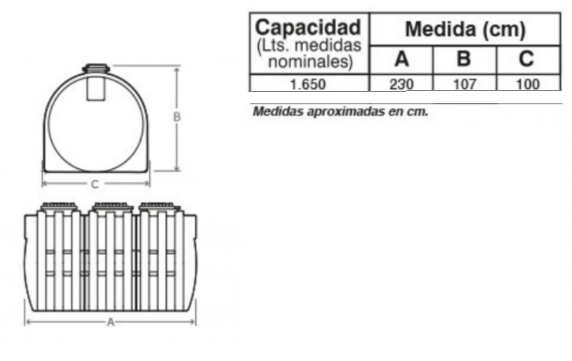 Capacidad
(Lts. medidas
nominales)
Medida (cm)
A B C
1.650 230 107 100
Medidas aproximadas en cm.
B
C
A